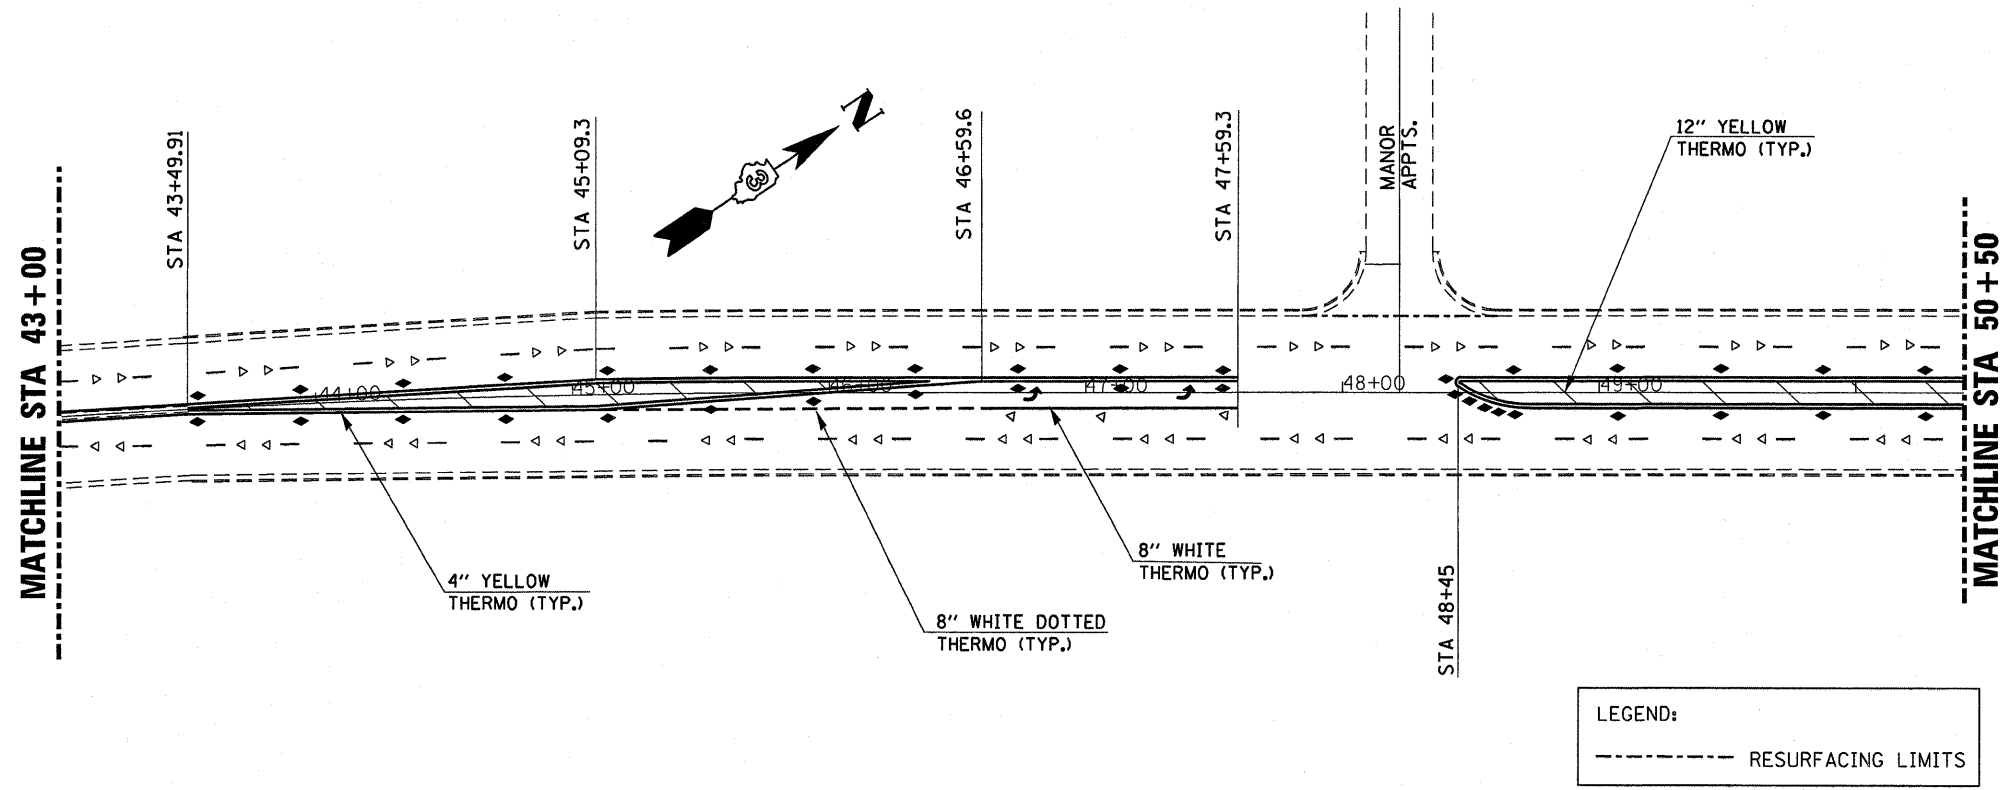 MATCHLINE STA 43+00
STA 43+49.91
STA 45+09.3
N
3
STA 46+59.6
STA 47+59.3
MANOR
APPTS.
12" YELLOW
THERMO (TYP.)
MATCHLINE STA 50+50
44+00
45+00
46+00
47+00
48+00
49+00
4" YELLOW
THERMO (TYP.)
8" WHITE DOTTED
THERMO (TYP.)
8" WHITE
THERMO (TYP.)
STA 48+45
LEGEND:
RESURFACING LIMITS